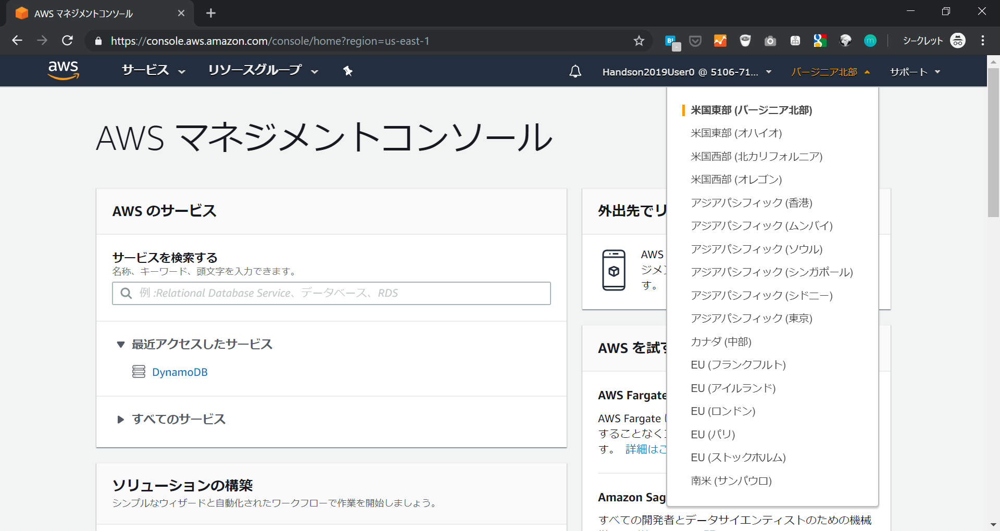 AWS マネジメントコンソール
https://console.aws.amazon.com/console/home?region=us-east-1
シークレット
aws
サービス
リソースグループ
Handson2019User0 @ 5106-71...
バージニア北部
サポート
米国東部 (バージニア北部)
米国東部 (オハイオ)
米国西部 (北カリフォルニア)
米国西部 (オレゴン)
アジアパシフィック (香港)
アジアパシフィック (ムンバイ)
アジアパシフィック (ソウル)
アジアパシフィック (シンガポール)
アジアパシフィック (シドニー)
アジアパシフィック (東京)
カナダ (中部)
EU (フランクフルト)
EU (アイルランド)
EU (ロンドン)
EU (パリ)
EU (ストックホルム)
南米 (サンパウロ)
AWS マネジメントコンソール
AWS のサービス
サービスを検索する
名称、キーワード、頭文字を入力できます。
例 :Relational Database Service、データベース、RDS
最近アクセスしたサービス
DynamoDB
すべてのサービス
ソリューションの構築
シンプルなウィザードと自動化されたワークフローで作業を開始しましょう。
外出先でリ
AWS
ジメン
す。
AWS を試す
AWS Fargate
AWS Fargate
することなく
す。 詳細はこ
Amazon Sag
すべての開発者とデータサイエンティストのための機械